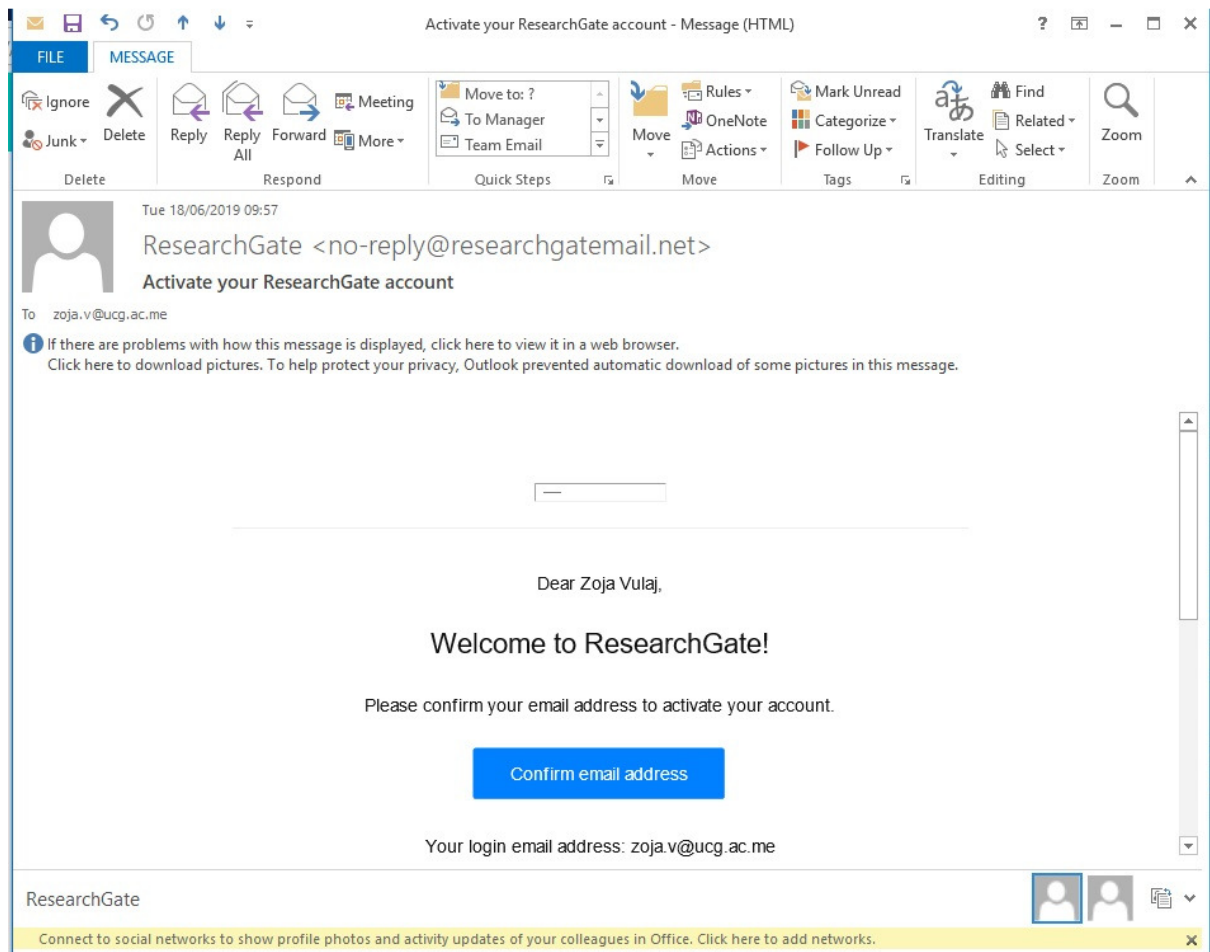 Activate your ResearchGate account - Message (HTML)
?
FILE MESSAGE
Ignore
Junk
Delete
Reply
Reply All
Forward
Meeting
More
Move to: ?
To Manager
Team Email
Move
Rules
OneNote
Actions
Mark Unread
Categorize
Follow Up
Translate
Find
Related
Select
Zoom
Delete Respond Quick Steps Move Tags Editing Zoom
Tue 18/06/2019 09:57
ResearchGate <no-reply@researchgatemail.net>
Activate your ResearchGate account
To zoja.v@ucg.ac.me
If there are problems with how this message is displayed, click here to view it in a web browser.
Click here to download pictures. To help protect your privacy, Outlook prevented automatic download of some pictures in this message.
Dear Zoja Vulaj,
Welcome to ResearchGate!
Please confirm your email address to activate your account.
Confirm email address
Your login email address: zoja.v@ucg.ac.me
ResearchGate
Connect to social networks to show profile photos and activity updates of your colleagues in Office. Click here to add networks.